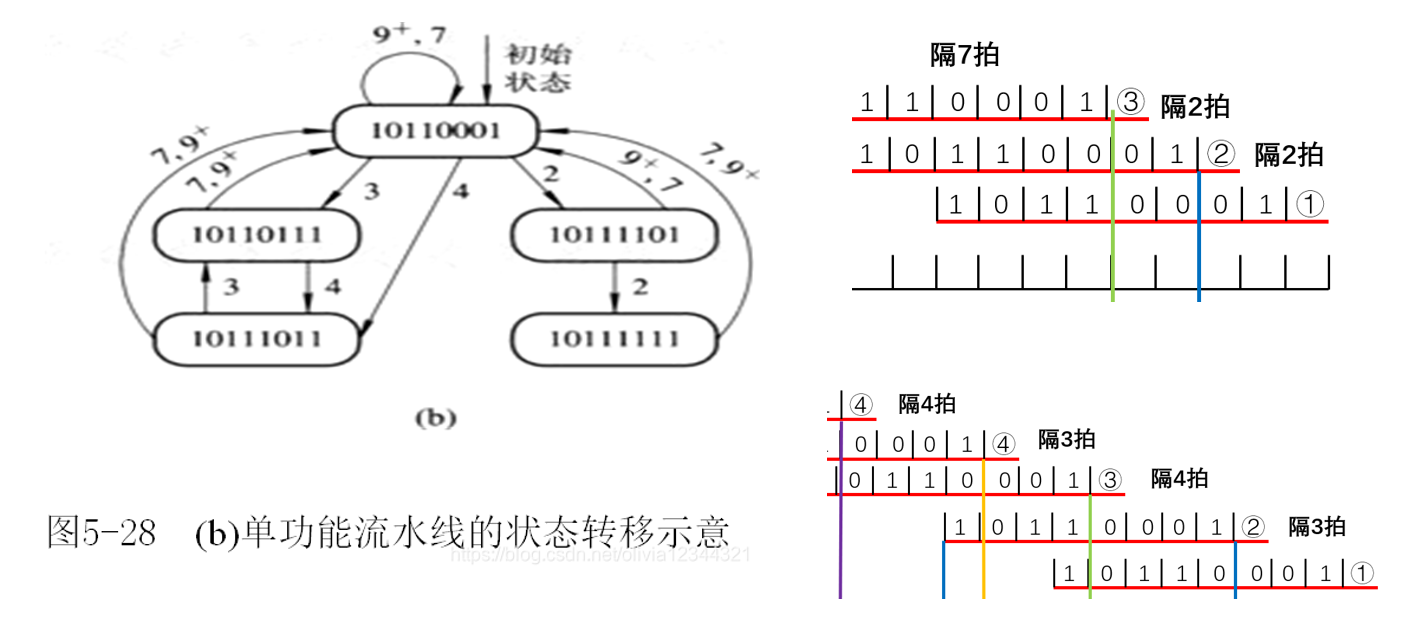 9⁺, 7
初始
状态
10110001
7, 9⁺
7, 9⁺
3
4
2
9⁺, 7
7, 9⁺
10110111
10111101
3
4
2
10111011
10111111
(b)
图5-28 (b)单功能流水线的状态转移示意
https://blog.csdn.net/olivia12344321
隔7拍
1 1 0 0 0 1 ③ 隔2拍
1 0 1 1 0 0 0 1 ② 隔2拍
1 0 1 1 0 0 0 1 ①
④ 隔4拍
0 0 0 1 ④ 隔3拍
0 1 1 0 0 0 1 ③ 隔4拍
1 0 1 1 0 0 0 1 ② 隔3拍
1 0 1 1 0 0 0 1 ①